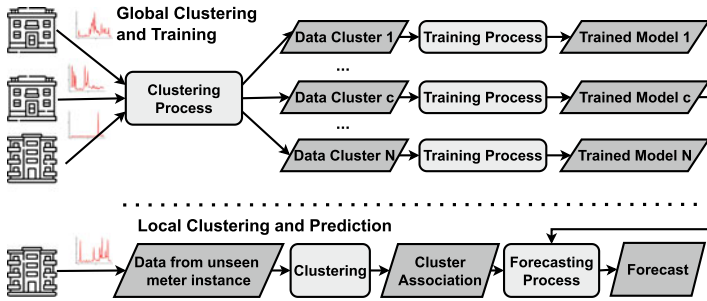 Global Clustering
and Training
Data Cluster 1
Training Process
Trained Model 1
...
Clustering
Process
Data Cluster c
Training Process
Trained Model c
...
Data Cluster N
Training Process
Trained Model N
Local Clustering and Prediction
Data from unseen
meter instance
Clustering
Cluster
Association
Forecasting
Process
Forecast